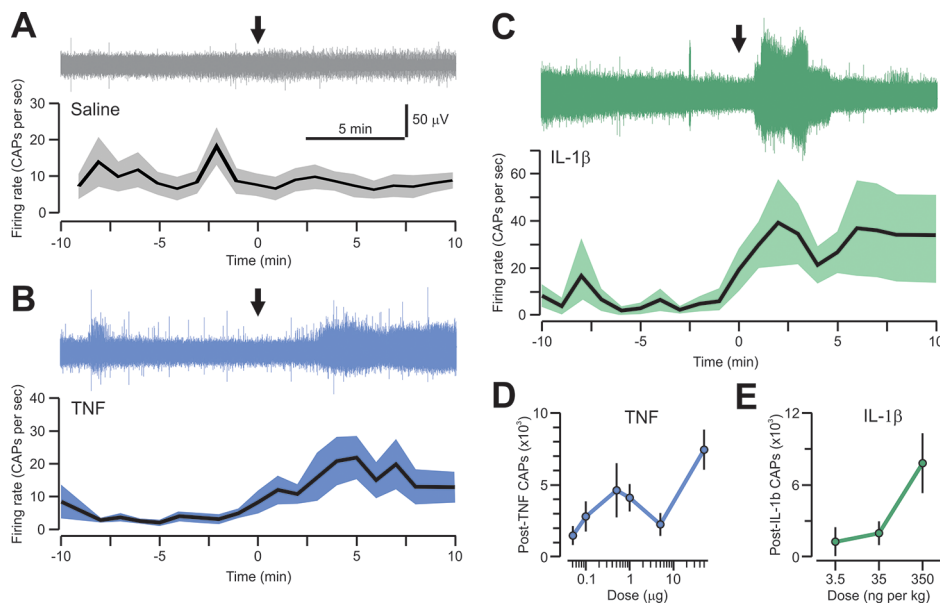 A
Saline
50 µV
5 min
Firing rate (CAPs per sec)
30
20
10
0
-10 -5 0 5 10
Time (min)
B
TNF
Firing rate (CAPs per sec)
40
30
20
10
0
-10 -5 0 5 10
Time (min)
C
IL-1β
Firing rate (CAPs per sec)
60
40
20
0
-10 -5 0 5 10
Time (min)
D
TNF
Post-TNF CAPs (x10³)
10
5
0
0.1 1 10
Dose (µg)
E
IL-1β
Post-IL-1b CAPs (x10³)
12
6
0
3.5 35 350
Dose (ng per kg)